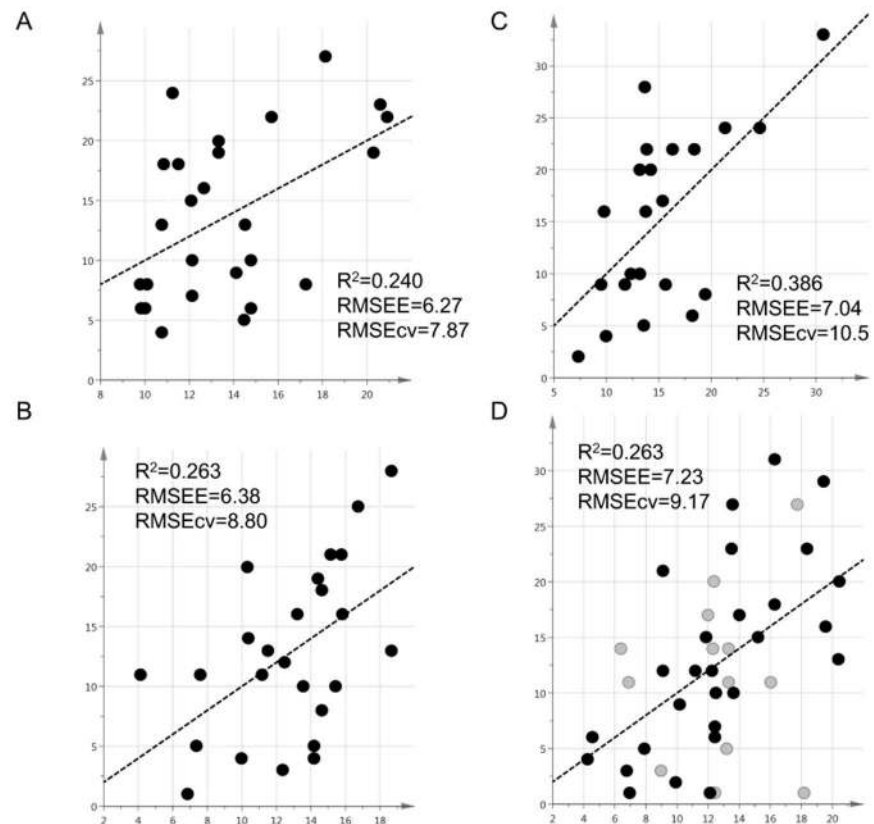 A
25
20
15
10
5
0
8 10 12 14 16 18 20
R²=0.240
RMSEE=6.27
RMSEcv=7.87
C
30
25
20
15
10
5
0
5 10 15 20 25 30
R²=0.386
RMSEE=7.04
RMSEcv=10.5
B
25
20
15
10
5
0
2 4 6 8 10 12 14 16 18
R²=0.263
RMSEE=6.38
RMSEcv=8.80
D
30
25
20
15
10
5
0
2 4 6 8 10 12 14 16 18 20
R²=0.263
RMSEE=7.23
RMSEcv=9.17